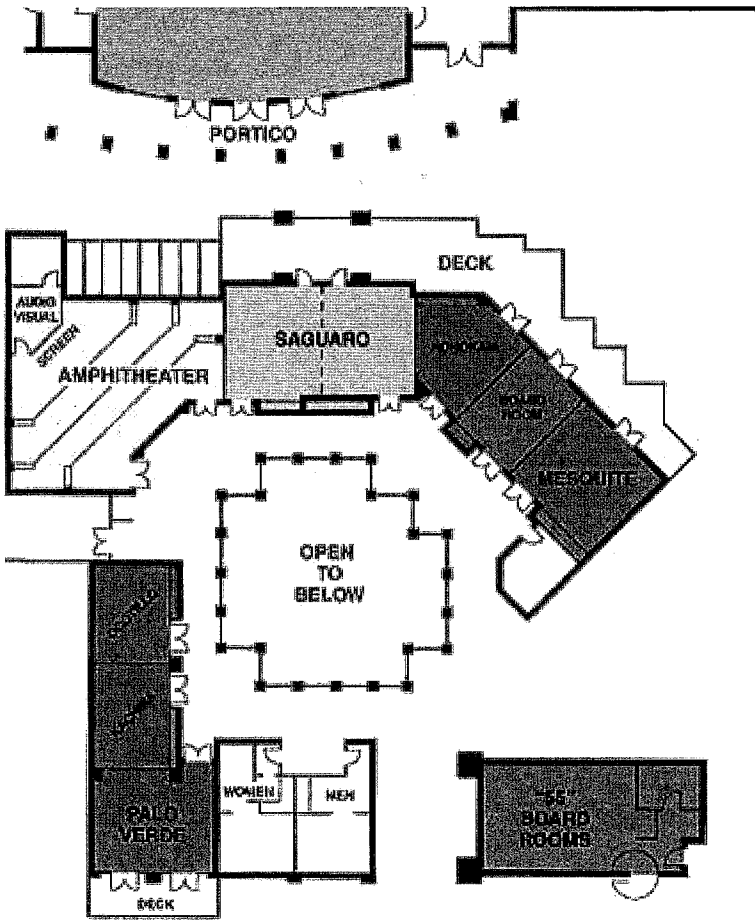 PORTICO
DECK
AUDIO
VISUAL
SCREEN
SAGUARO
AMPHITHEATER
BOARD
ROOM
MESQUITE
OPEN
TO
BELOW
WOMEN
MEN
PALO
VERDE
DECK
BOARD
ROOMS